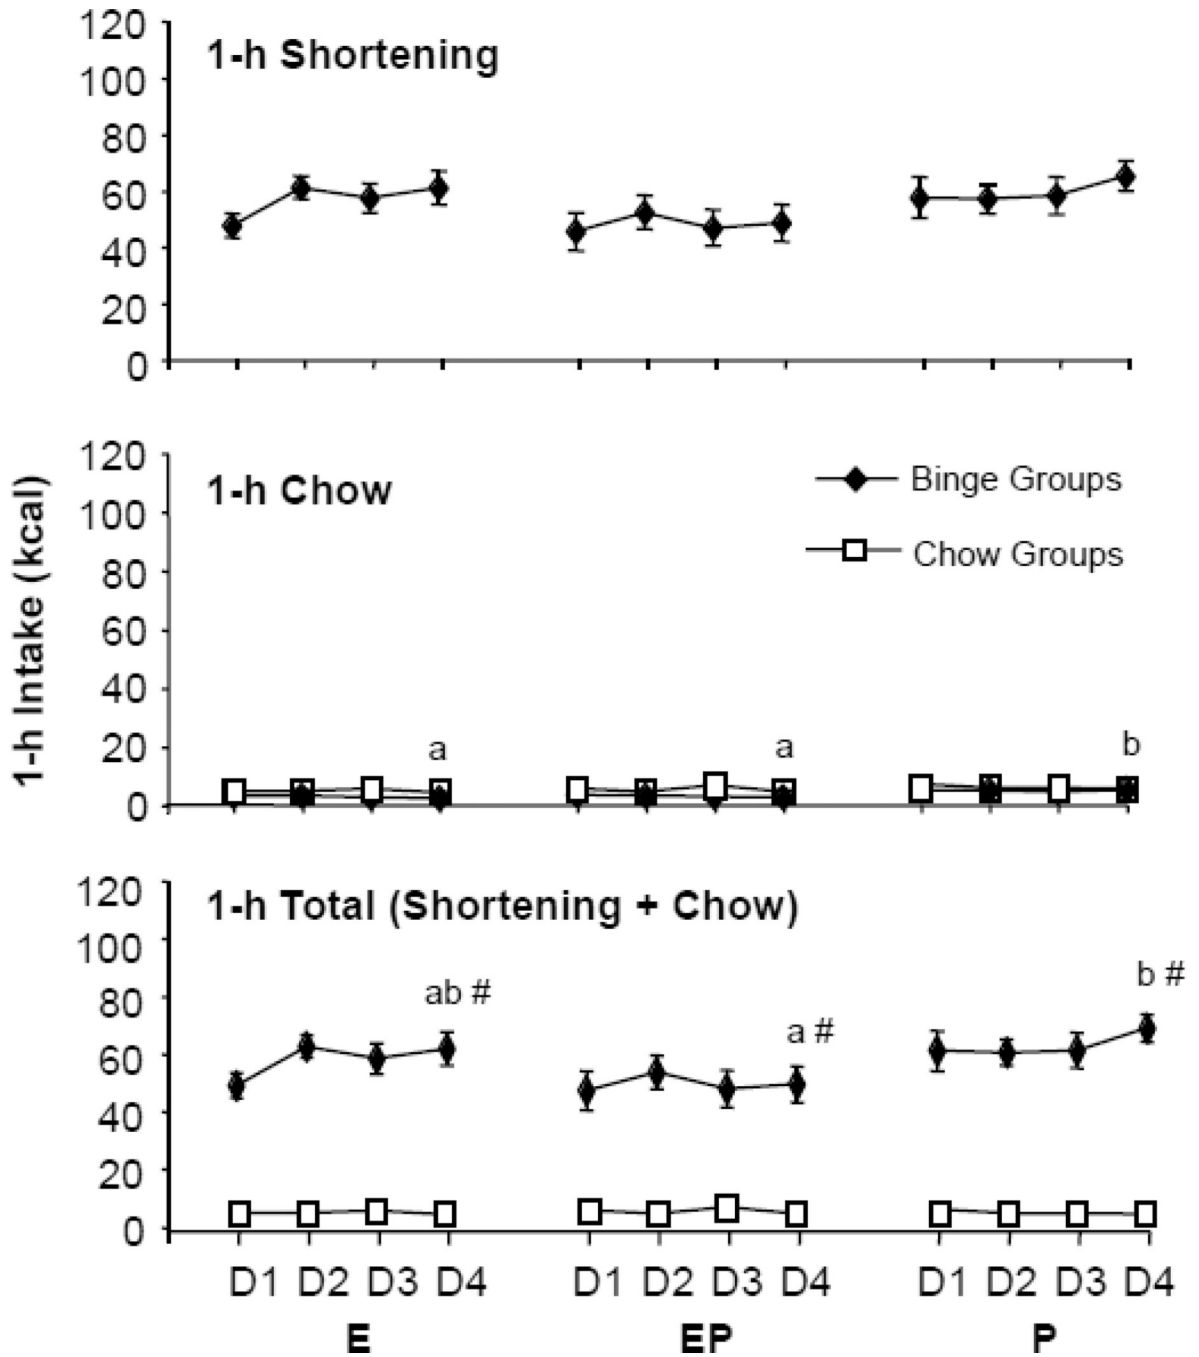 1-h Intake (kcal)
1-h Shortening
120
100
80
60
40
20
0
1-h Chow
Binge Groups
Chow Groups
120
100
80
60
40
20
0
a
a
b
1-h Total (Shortening + Chow)
120
100
80
60
40
20
0
ab #
a #
b #
D1 D2 D3 D4 D1 D2 D3 D4 D1 D2 D3 D4
E EP P